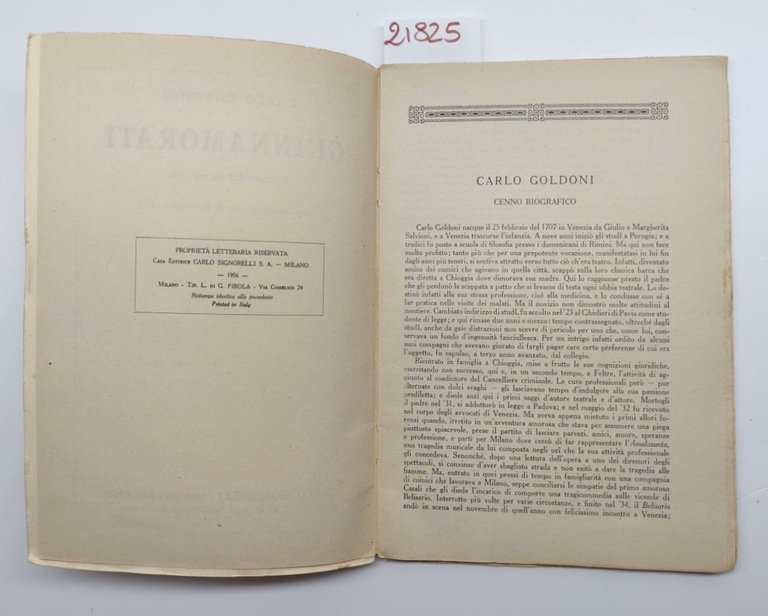 21825
PROPRIETÀ LETTERARIA RISERVATA
CASA EDITRICE CARLO SIGNORELLI S. A. — MILANO
— 1956 —
MILANO - TIP. L. DI G. PIROLA - VIA COMELICO 24
Ristampa identica alla precedente
Printed in Italy
CARLO GOLDONI
CENNO BIOGRAFICO
Carlo Goldoni nacque il 25 febbraio del 1707 in Venezia da Giulio e Margherita
Salvioni, e a Venezia trascorse l'infanzia. A nove anni iniziò gli studî a Perugia; e a
tredici fu posto a scuola di filosofia presso i domenicani di Rimini. Ma qui non fece
molto profitto; tanto più che per una prepotente vocazione, manifestatasi in lui fin
dagli anni più teneri, si sentiva attratto verso tutto ciò ch'era teatro. Infatti, diventato
amico dei comici che agivano in quella città, scappò sulla loro classica barca che
era diretta a Chioggia dove dimorava sua madre. Qui lo raggiunse presto il padre
che lo perdonò di quella scappata a patto che si levasse di testa ogni ubbia teatrale. Lo
destinò infatti alla sua stessa professione, cioè alla medicina, e lo condusse con sé a
far pratica nelle visite dei malati. Ma il novizio non dimostrò molte attitudini al
mestiere. Cambiato indirizzo di studî, fu accolto nel '23 al Ghislieri di Pavia come stu-
dente di legge; e qui rimase due anni e mezzo; tempo contrassegnato, oltreché dagli
studî, anche da gaie distrazioni non scevre di pericolo per uno che, come lui, con-
servava un fondo d'ingenuità fanciullesca. Per un intrigo infatti ordito da alcuni
suoi compagni che avevano giurato di fargli pagar care certe preferenze di cui era
l'oggetto, fu espulso, a terzo anno avanzato, dal collegio.
Rientrato in famiglia a Chioggia, mise a frutto le sue cognizioni giuridiche,
esercitando con successo, qui e, in un secondo tempo, a Feltre, l'attività di ag-
giunto al coadiutore del Cancelliere criminale. Le cure professionali però — pur
alternate con dolci svaghi — gli lasciavano tempo d'indulgere alla sua passione
prediletta; e diede anzi qui i primi saggi d'autore teatrale e d'attore. Mortogli
il padre nel '31, si addottorò in legge a Padova; e nel maggio del '32 fu ricevuto
nel corpo degli avvocati di Venezia. Ma aveva appena mietuto i primi allori fo-
rensi quando, irretito in un avventura amorosa che stava per assumere una piega
piuttosto spiacevole, prese il partito di lasciare parenti, amici, amore, speranze
e professione, e partì per Milano dove cercò di far rappresentare l'Amalasunta,
una tragedia musicale da lui composta negli ozî che la sua attività professionale
gli concedeva. Senonché, dopo una lettura dell'opera a uno dei direttori degli
spettacoli, si convinse d'aver sbagliato strada e non esitò a dare la tragedia alle
fiamme. Ma, entrato in quei pressi di tempo in famigliarità con una compagnia
di comici che lavorava a Milano, seppe conciliarsi le simpatie del primo amoroso
Casali che gli diede l'incarico di comporre una tragicommedia sulle vicende di
Belisario. Interrotto più volte per varie circostanze, e finito nel '34, il Belisario
andò in scena nel novembre di quell'anno con felicissimo incontro a Venezia;